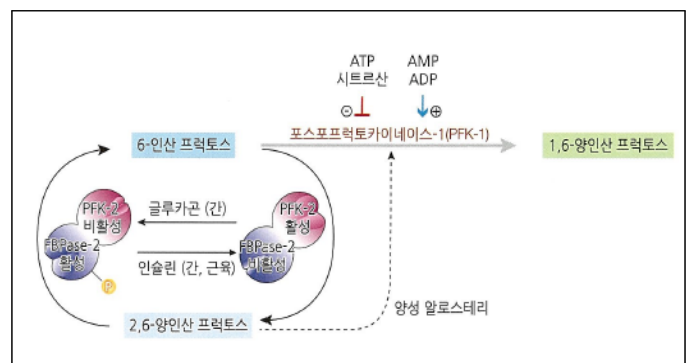 ATP
시트르산
AMP
ADP
⊖
⊕
포스포프럭토카이네이스-1(PFK-1)
6-인산 프럭토스
1,6-양인산 프럭토스
PFK-2
비활성
글루카곤 (간)
PFK-2
활성
FBPase-2
활성
P
인슐린 (간, 근육)
FBPase-2
비활성
2,6-양인산 프럭토스
양성 알로스테리